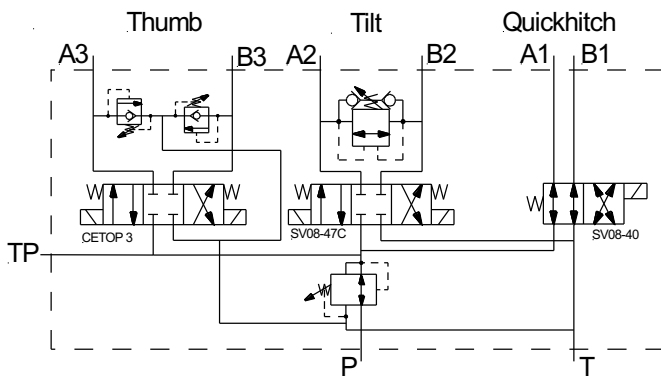 Thumb Tilt Quickhitch
A3 B3 A2 B2 A1 B1
CETOP 3 SV08-47C SV08-40
TP
P T